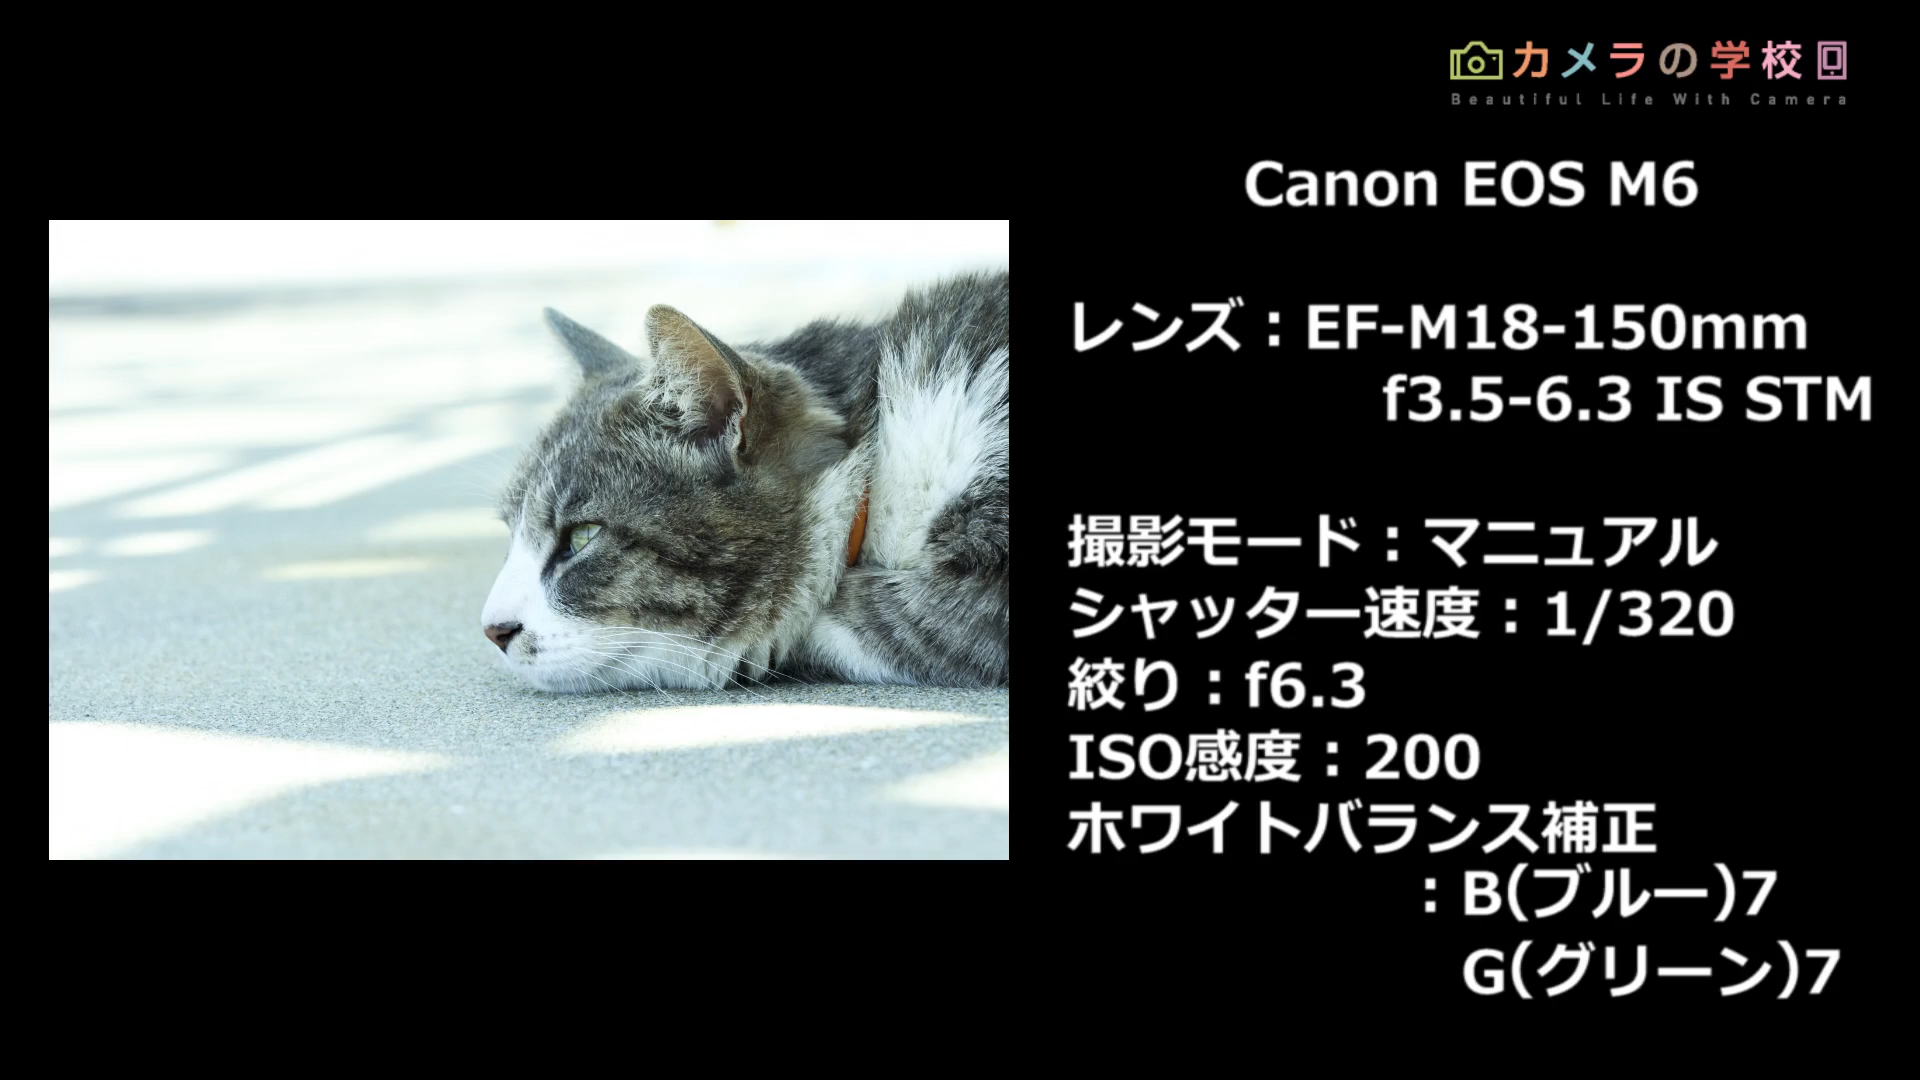 カメラの学校
Beautiful Life With Camera
Canon EOS M6
レンズ：EF-M18-150mm
f3.5-6.3 IS STM
撮影モード：マニュアル
シャッター速度：1/320
絞り：f6.3
ISO感度：200
ホワイトバランス補正
：B(ブルー)7
G(グリーン)7